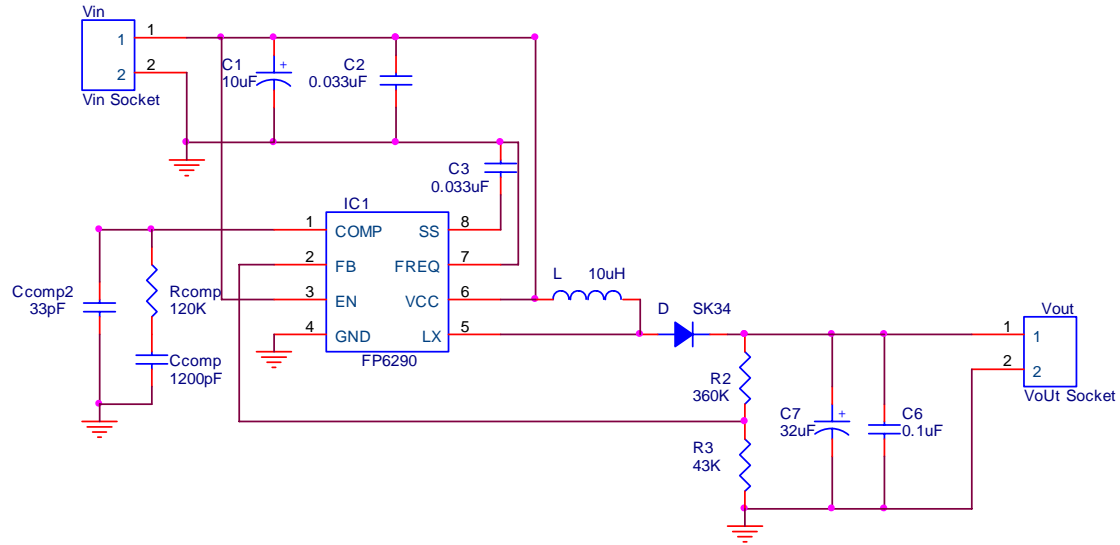 Vin
1
1
2
2
Vin Socket
C1
10uF
+
C2
0.033uF
C3
0.033uF
IC1
1
COMP
SS
8
2
FB
FREQ
7
3
EN
VCC
6
4
GND
LX
5
FP6290
Ccomp2
33pF
Rcomp
120K
Ccomp
1200pF
L
10uH
D
SK34
R2
360K
R3
43K
C7
32uF
+
C6
0.1uF
Vout
1
1
2
2
VoUt Socket